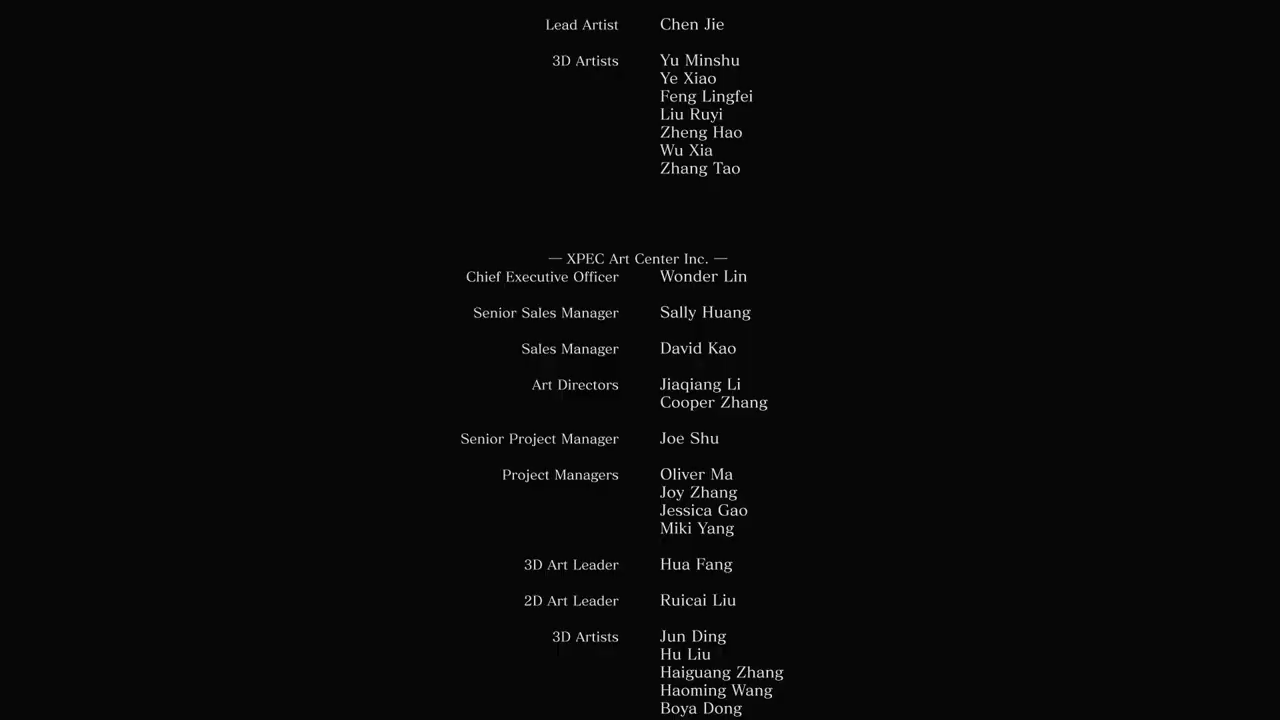 Lead Artist Chen Jie
3D Artists Yu Minshu
Ye Xiao
Feng Lingfei
Liu Ruyi
Zheng Hao
Wu Xia
Zhang Tao
— XPEC Art Center Inc. —
Chief Executive Officer Wonder Lin
Senior Sales Manager Sally Huang
Sales Manager David Kao
Art Directors Jiaqiang Li
Cooper Zhang
Senior Project Manager Joe Shu
Project Managers Oliver Ma
Joy Zhang
Jessica Gao
Miki Yang
3D Art Leader Hua Fang
2D Art Leader Ruicai Liu
3D Artists Jun Ding
Hu Liu
Haiguang Zhang
Haoming Wang
Boya Dong